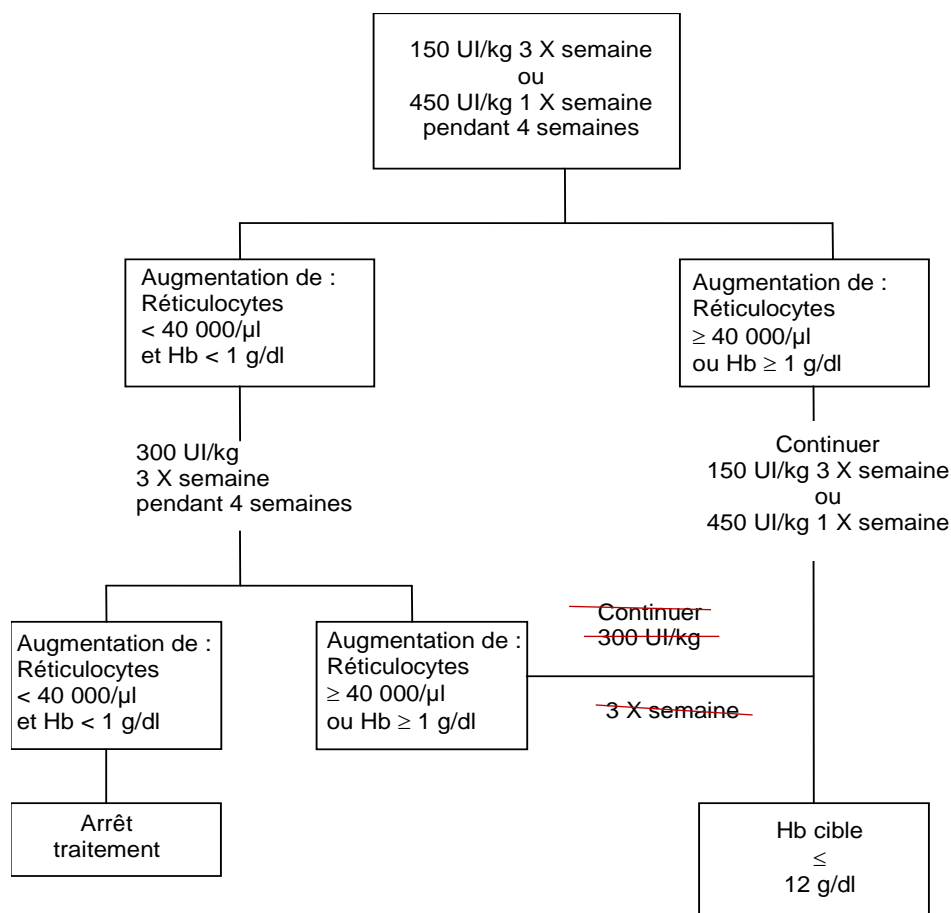 150 UI/kg 3 X semaine
ou
450 UI/kg 1 X semaine
pendant 4 semaines
Augmentation de :
Réticulocytes
< 40 000/µl
et Hb < 1 g/dl
Augmentation de :
Réticulocytes
≥ 40 000/µl
ou Hb ≥ 1 g/dl
300 UI/kg
3 X semaine
pendant 4 semaines
Continuer
150 UI/kg 3 X semaine
ou
450 UI/kg 1 X semaine
Augmentation de :
Réticulocytes
< 40 000/µl
et Hb < 1 g/dl
Augmentation de :
Réticulocytes
≥ 40 000/µl
ou Hb ≥ 1 g/dl
Continuer
300 UI/kg
3 X semaine
Arrêt
traitement
Hb cible
≤
12 g/dl